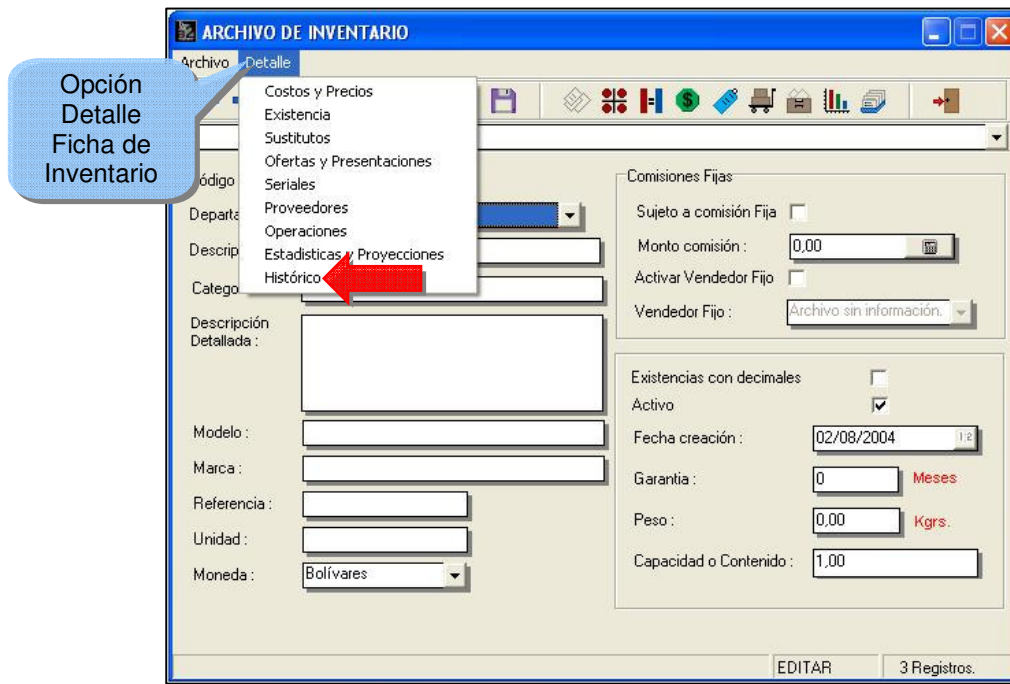 ARCHIVO DE INVENTARIO
Archivo Detalle
Opción
Detalle
Ficha de
Inventario
Costos y Precios
Existencia
Sustitutos
Ofertas y Presentaciones
Seriales
Proveedores
Operaciones
Estadisticas y Proyecciones
Histórico
ódigo
Departa
Descrip
Catego
Descripción
Detallada :
Modelo :
Marca :
Referencia :
Unidad :
Moneda : Bolívares
Comisiones Fijas
Sujeto a comisión Fija
Monto comisión : 0,00
Activar Vendedor Fijo
Vendedor Fijo : Archivo sin información.
Existencias con decimales
Activo
Fecha creación : 02/08/2004
Garantia : 0 Meses
Peso : 0,00 Kgrs.
Capacidad o Contenido : 1,00
EDITAR 3 Registros.